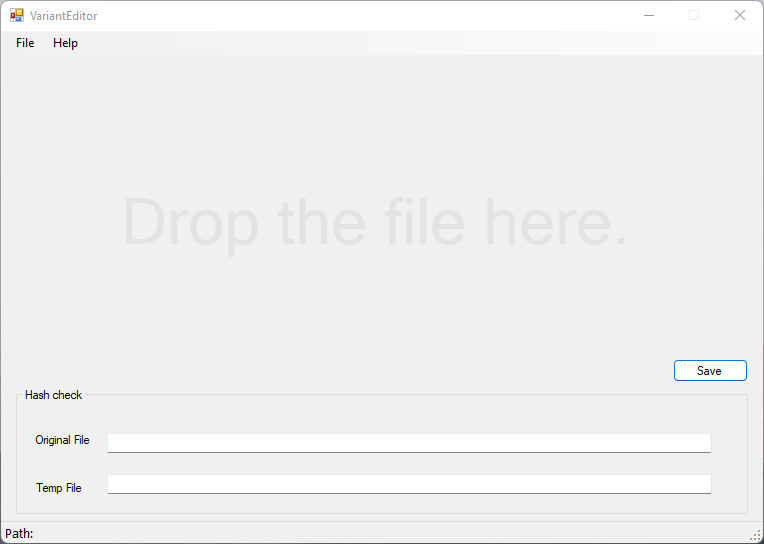 VariantEditor
File Help
Drop the file here.
Save
Hash check
Original File
Temp File
Path: